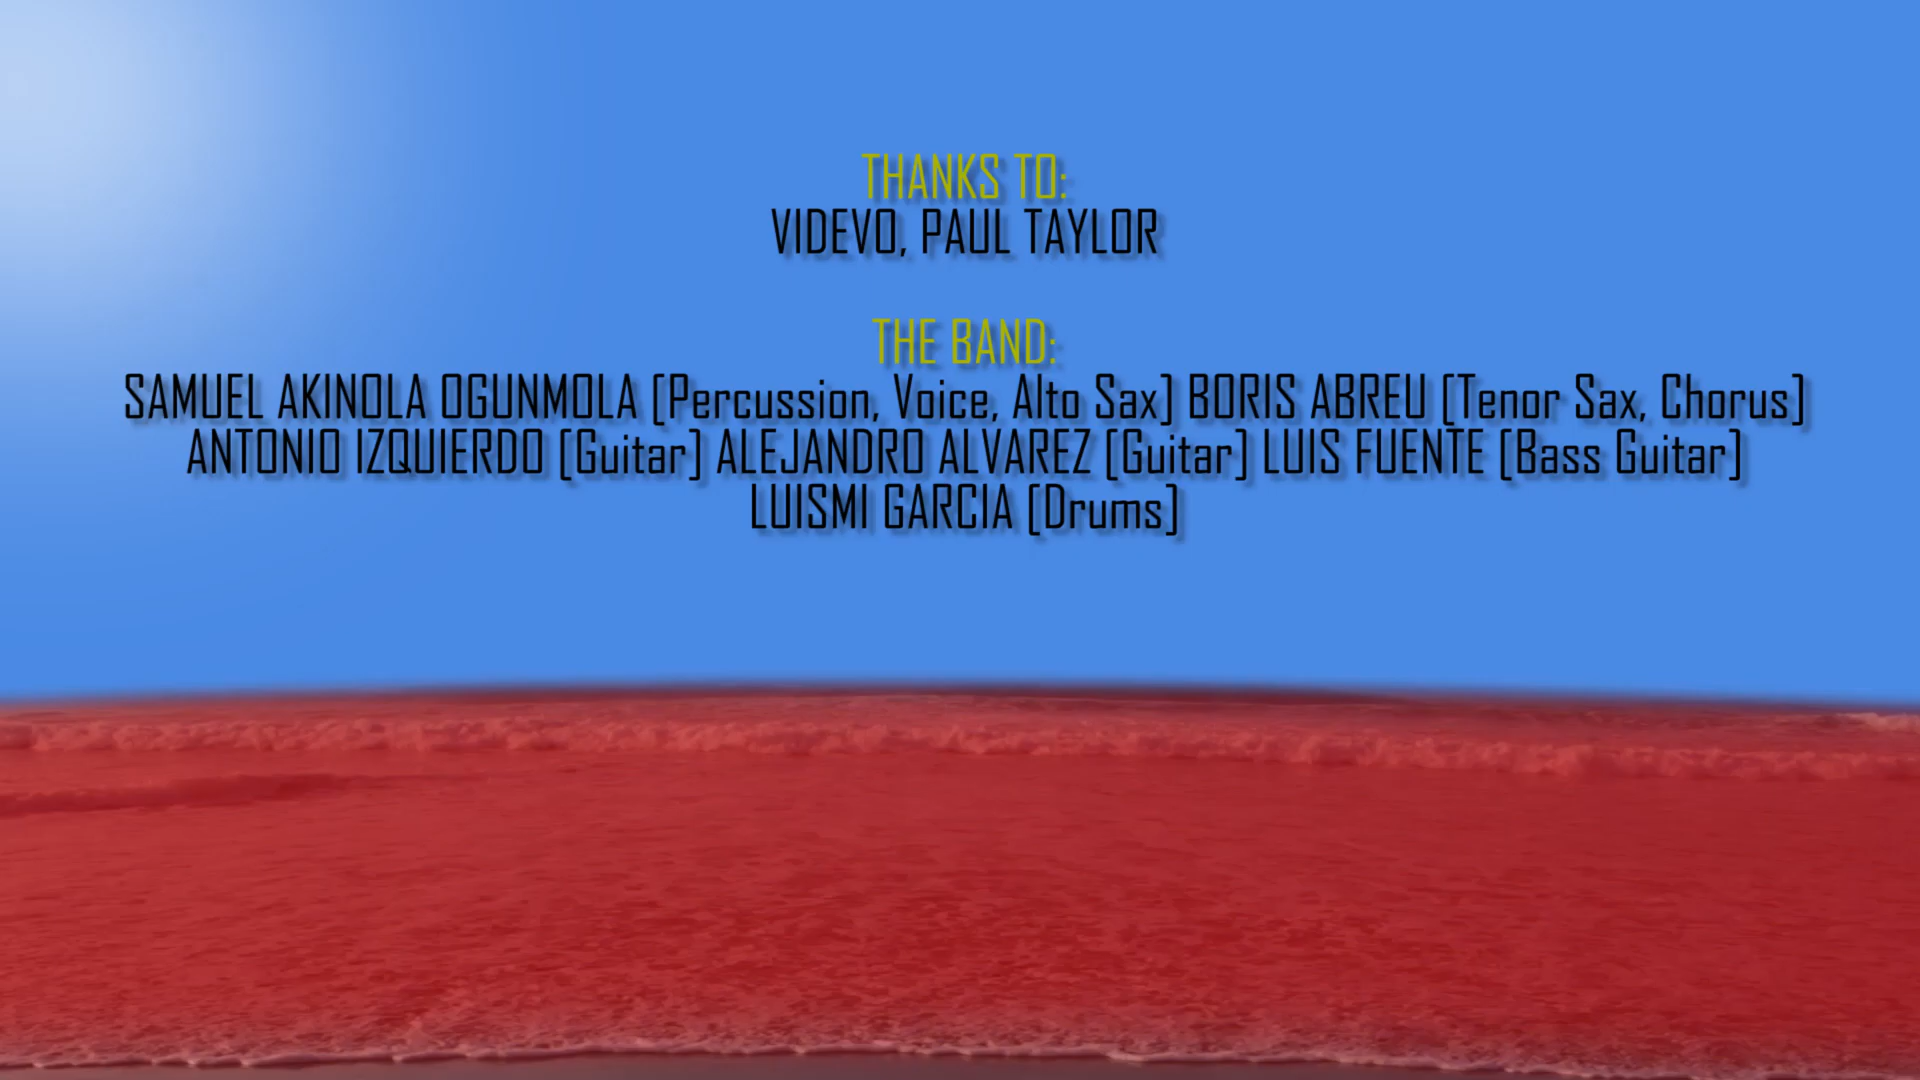 THANKS TO:
VIDEVO, PAUL TAYLOR
THE BAND:
SAMUEL AKINOLA OGUNMOLA [Percussion, Voice, Alto Sax] BORIS ABREU [Tenor Sax, Chorus]
ANTONIO IZQUIERDO [Guitar] ALEJANDRO ALVAREZ [Guitar] LUIS FUENTE [Bass Guitar]
LUISMI GARCIA [Drums]